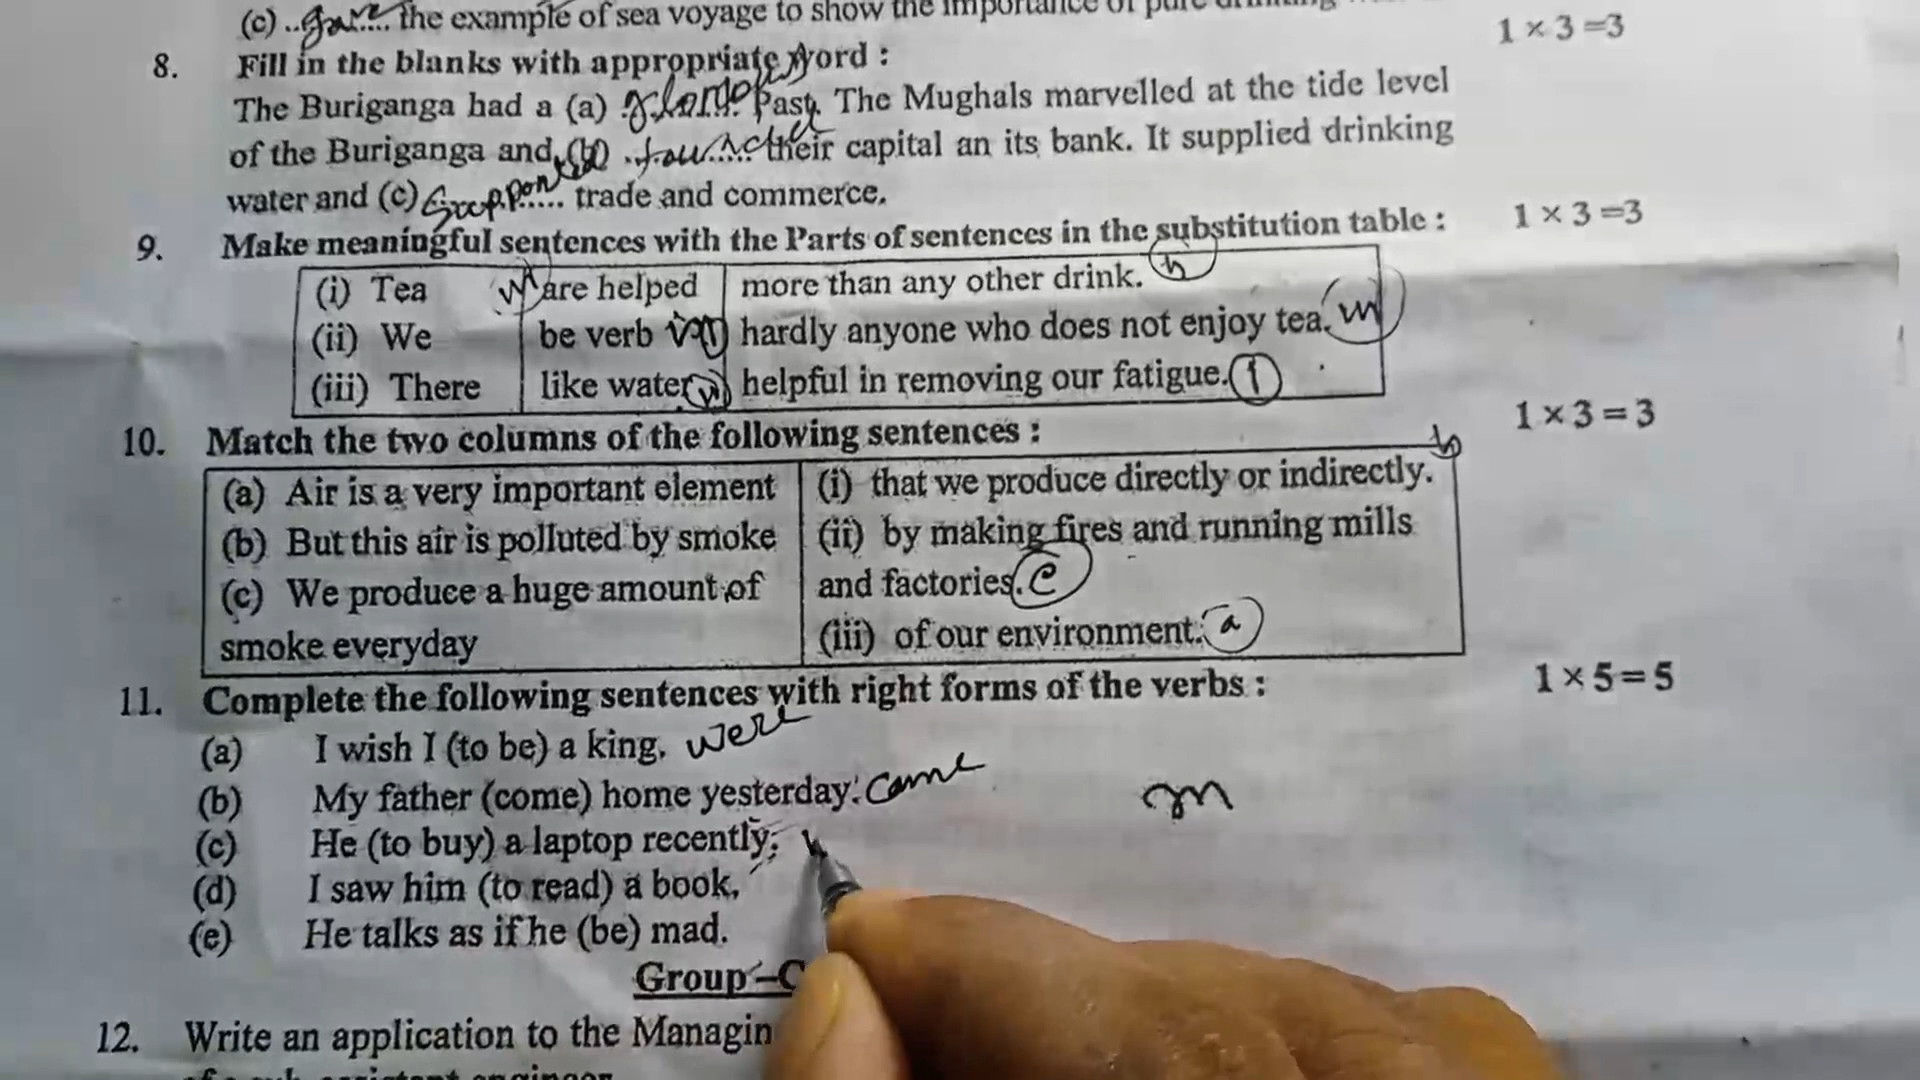 (c) ..gave.... the example of sea voyage to show the importance of pure
1 × 3 =3
8. Fill in the blanks with appropriate word :
The Buriganga had a (a) ........ Past. The Mughals marvelled at the tide level
of the Buriganga and (b) ........ their capital an its bank. It supplied drinking
water and (c) ........ trade and commerce.
9. Make meaningful sentences with the Parts of sentences in the substitution table : 1 × 3 =3
(i) Tea are helped more than any other drink.
(ii) We be verb hardly anyone who does not enjoy tea.
(iii) There like water helpful in removing our fatigue.
10. Match the two columns of the following sentences : 1 × 3 = 3
(a) Air is a very important element (i) that we produce directly or indirectly. b
(b) But this air is polluted by smoke (ii) by making fires and running mills
(c) We produce a huge amount of and factories. c
smoke everyday (iii) of our environment. a
11. Complete the following sentences with right forms of the verbs : 1 × 5 = 5
(a) I wish I (to be) a king. were
(b) My father (come) home yesterday. came
(c) He (to buy) a laptop recently.
(d) I saw him (to read) a book.
(e) He talks as if he (be) mad.
Group –C
12. Write an application to the Managin